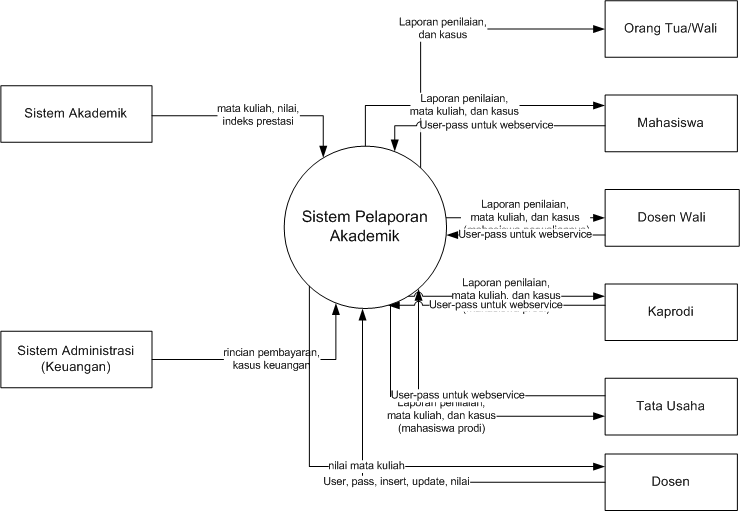 Laporan penilaian,
dan kasus
Orang Tua/Wali
Sistem Akademik
mata kuliah, nilai,
indeks prestasi
Laporan penilaian,
mata kuliah, dan kasus
User-pass untuk webservice
Mahasiswa
Sistem Pelaporan
Akademik
Laporan penilaian,
mata kuliah, dan kasus
User-pass untuk webservice
Dosen Wali
Laporan penilaian,
mata kuliah, dan kasus
User-pass untuk webservice
Kaprodi
Sistem Administrasi
(Keuangan)
rincian pembayaran,
kasus keuangan
User-pass untuk webservice
Laporan penilaian,
mata kuliah, dan kasus
(mahasiswa prodi)
Tata Usaha
nilai mata kuliah
User, pass, insert, update, nilai
Dosen